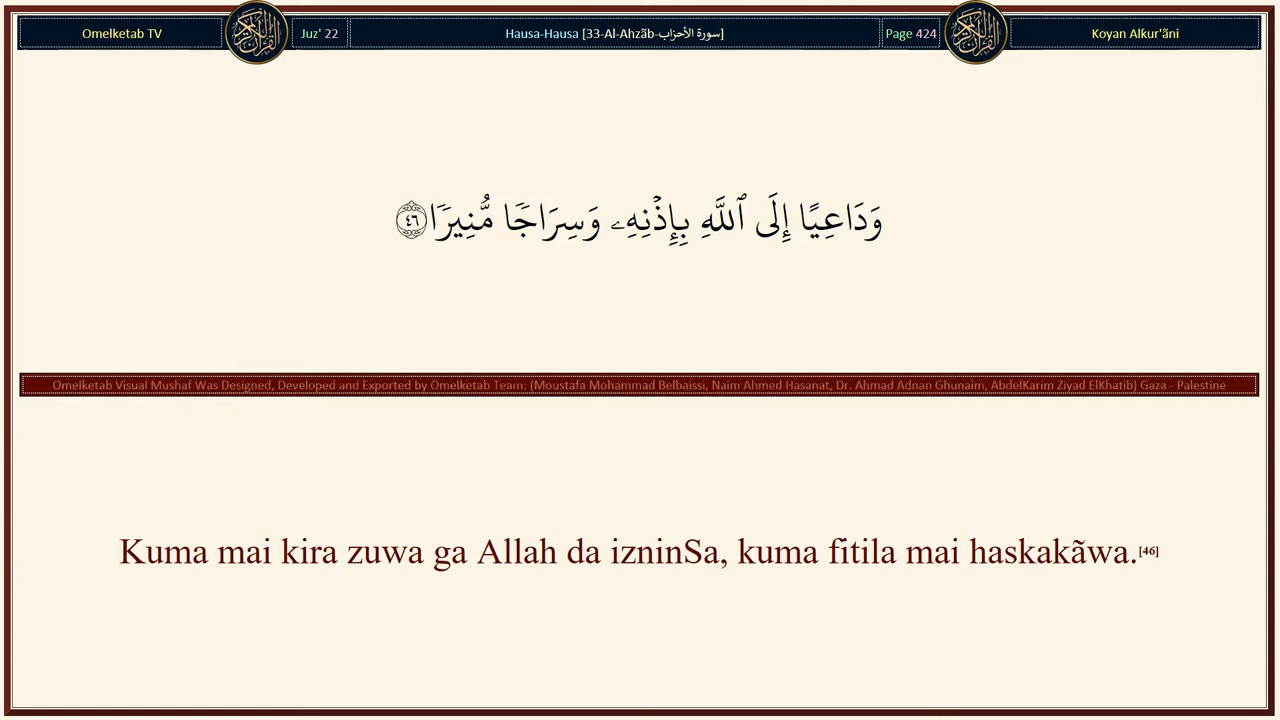 Omelketab TV
Juz' 22
Hausa-Hausa [33-Al-Ahzãb-سورة الأحزاب]
Page 424
Koyan Alƙur'ãni
وَدَاعِيًا إِلَى ٱللَّهِ بِإِذۡنِهِۦ وَسِرَاجٗا مُّنِيرٗا ٤٦
Omelketab Visual Mushaf Was Designed, Developed and Exported by Omelketab Team: (Moustafa Mohammad Belbaissi, Naim Ahmed Hasanat, Dr. Ahmad Adnan Ghunaim, AbdelKarim Ziyad ElKhatib) Gaza - Palestine
Kuma mai kira zuwa ga Allah da izninSa, kuma fitila mai haskakãwa.[46]